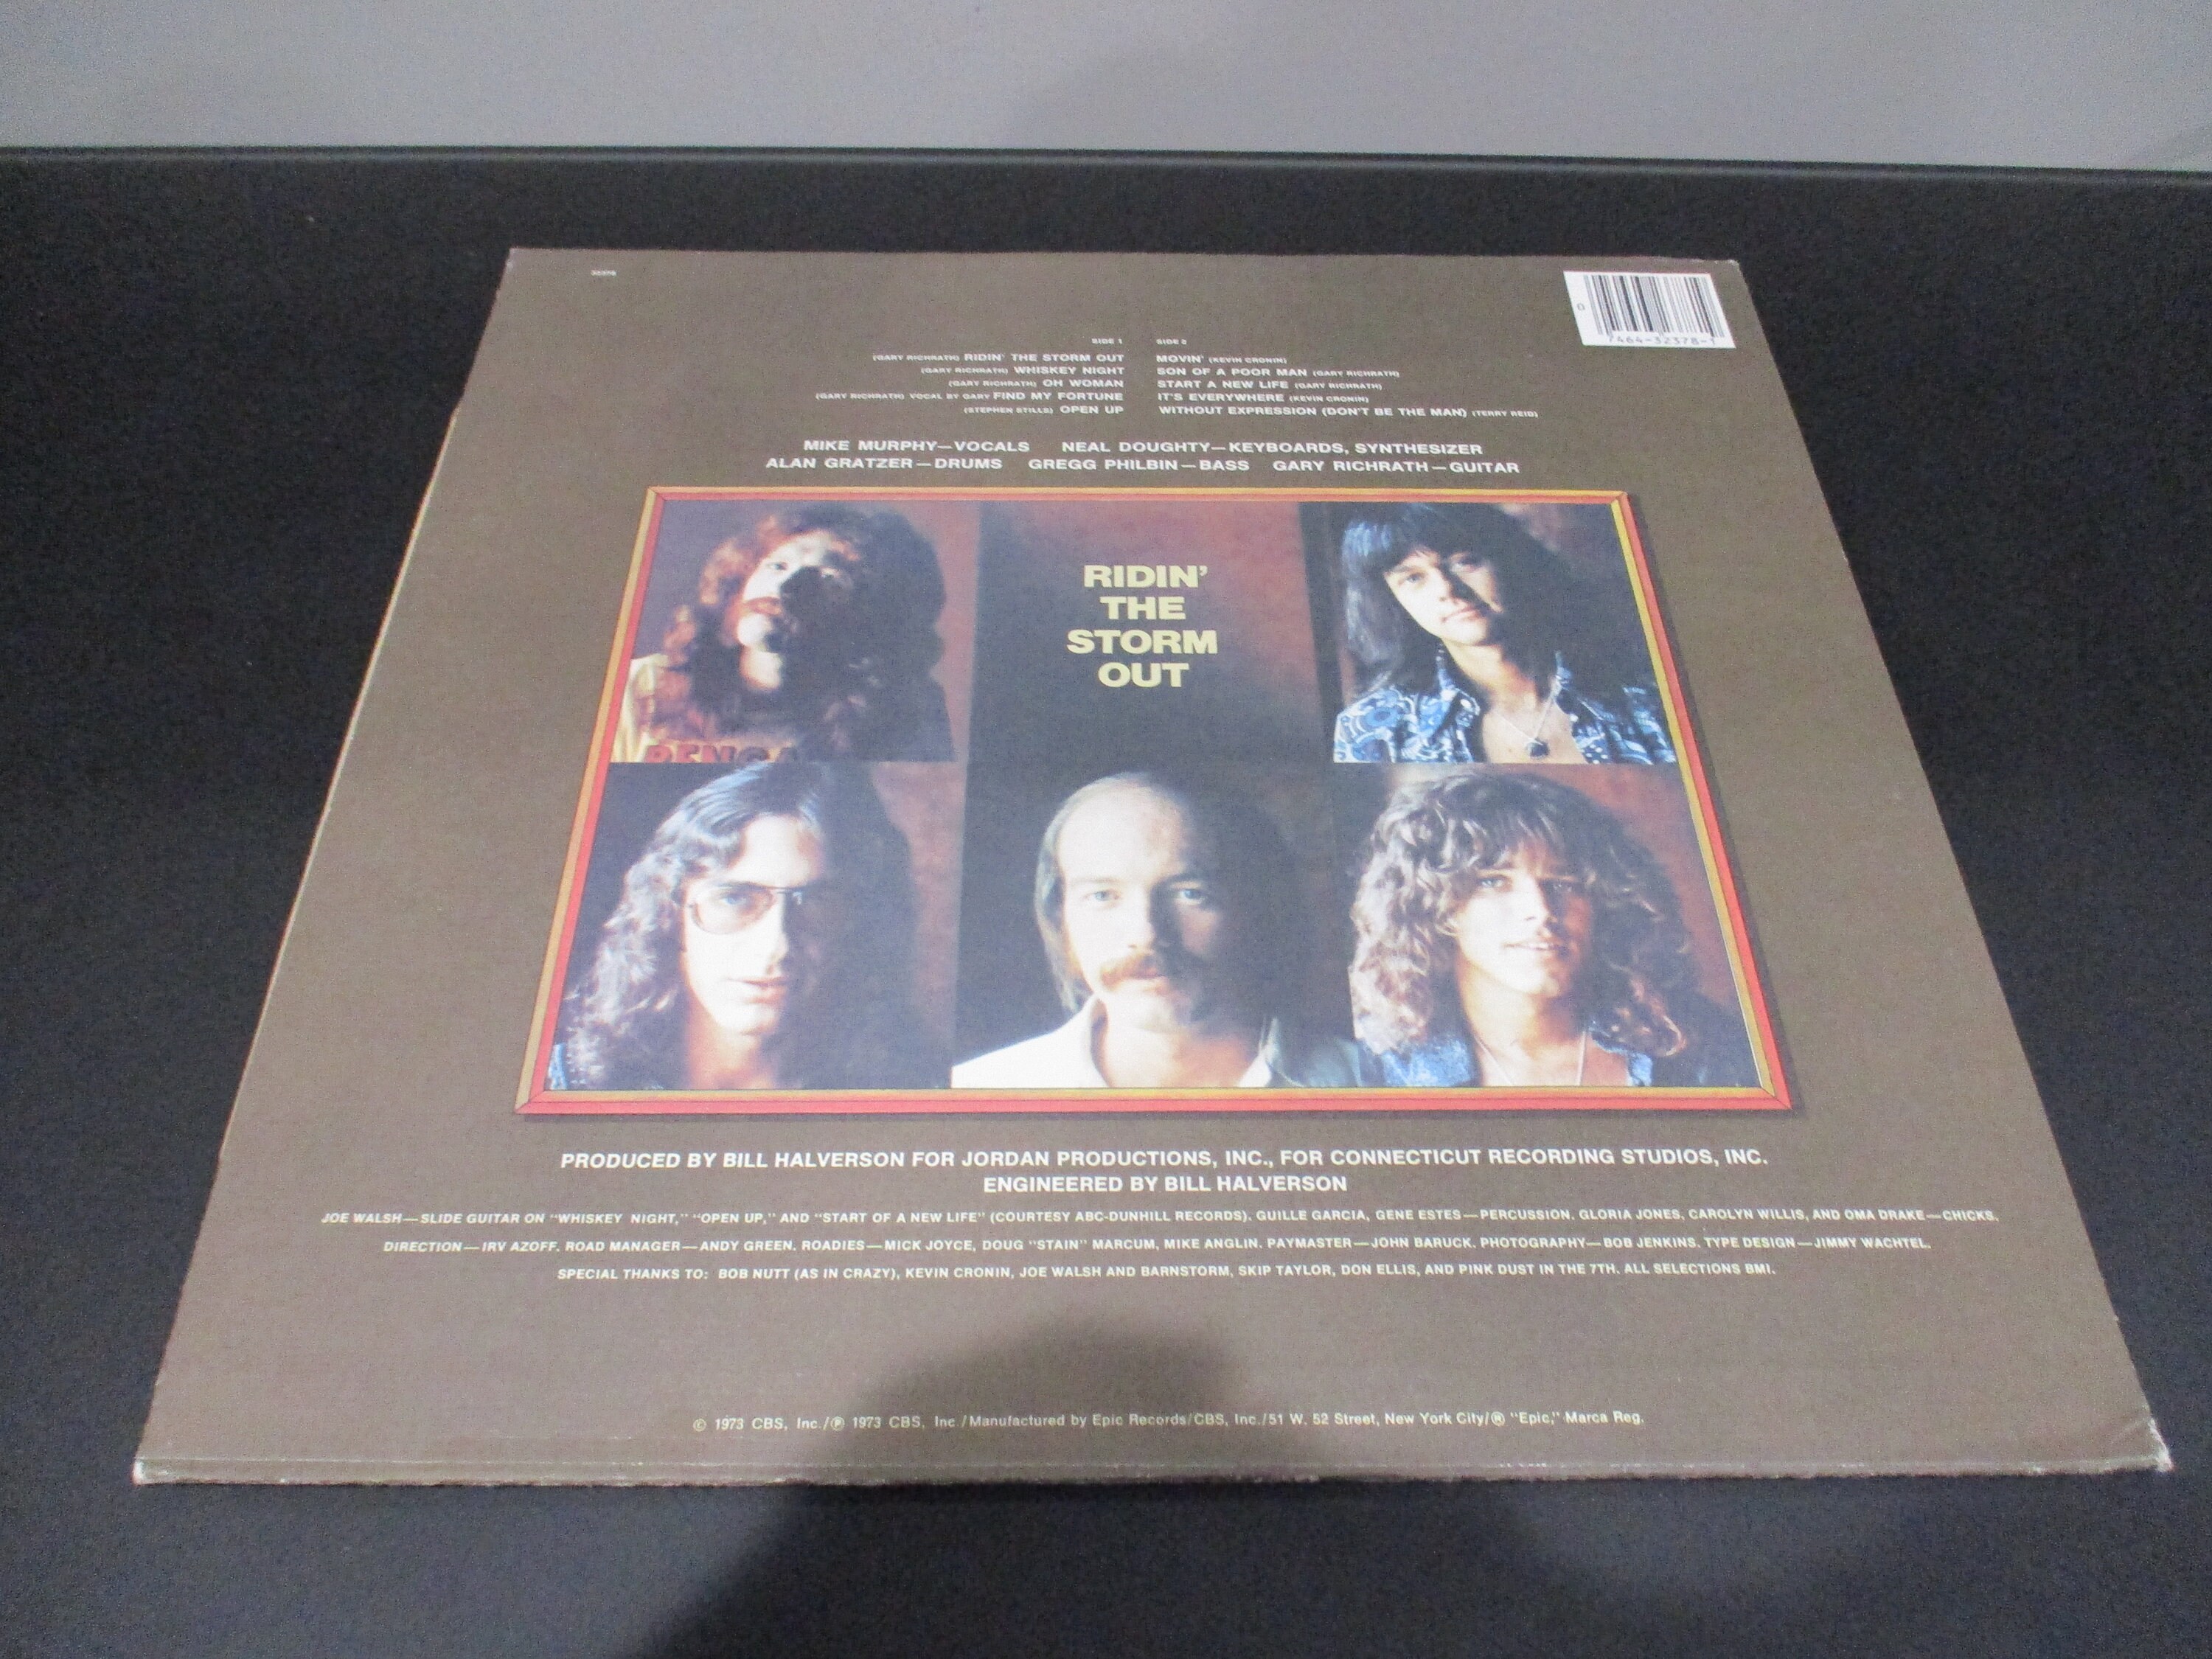 32378
0
7464-32378-1
SIDE 1
(GARY RICHRATH) RIDIN' THE STORM OUT
(GARY RICHRATH) WHISKEY NIGHT
(GARY RICHRATH) OH WOMAN
(GARY RICHRATH) VOCAL BY GARY FIND MY FORTUNE
(STEPHEN STILLS) OPEN UP
SIDE 2
MOVIN' (KEVIN CRONIN)
SON OF A POOR MAN (GARY RICHRATH)
START A NEW LIFE (GARY RICHRATH)
IT'S EVERYWHERE (KEVIN CRONIN)
WITHOUT EXPRESSION (DON'T BE THE MAN) (TERRY REID)
MIKE MURPHY—VOCALS NEAL DOUGHTY—KEYBOARDS, SYNTHESIZER
ALAN GRATZER—DRUMS GREGG PHILBIN—BASS GARY RICHRATH—GUITAR
RIDIN'
THE
STORM
OUT
BENGA
PRODUCED BY BILL HALVERSON FOR JORDAN PRODUCTIONS, INC., FOR CONNECTICUT RECORDING STUDIOS, INC.
ENGINEERED BY BILL HALVERSON
JOE WALSH—SLIDE GUITAR ON "WHISKEY NIGHT," "OPEN UP," AND "START OF A NEW LIFE" (COURTESY ABC-DUNHILL RECORDS). GUILLE GARCIA, GENE ESTES—PERCUSSION. GLORIA JONES, CAROLYN WILLIS, AND OMA DRAKE—CHICKS.
DIRECTION—IRV AZOFF. ROAD MANAGER—ANDY GREEN. ROADIES—MICK JOYCE, DOUG "STAIN" MARCUM, MIKE ANGLIN. PAYMASTER—JOHN BARUCK. PHOTOGRAPHY—BOB JENKINS. TYPE DESIGN—JIMMY WACHTEL.
SPECIAL THANKS TO: BOB NUTT (AS IN CRAZY), KEVIN CRONIN, JOE WALSH AND BARNSTORM, SKIP TAYLOR, DON ELLIS, AND PINK DUST IN THE 7TH. ALL SELECTIONS BMI.
© 1973 CBS, Inc./℗ 1973 CBS, Inc./Manufactured by Epic Records/CBS, Inc./51 W. 52 Street, New York City/® "Epic," Marca Reg.